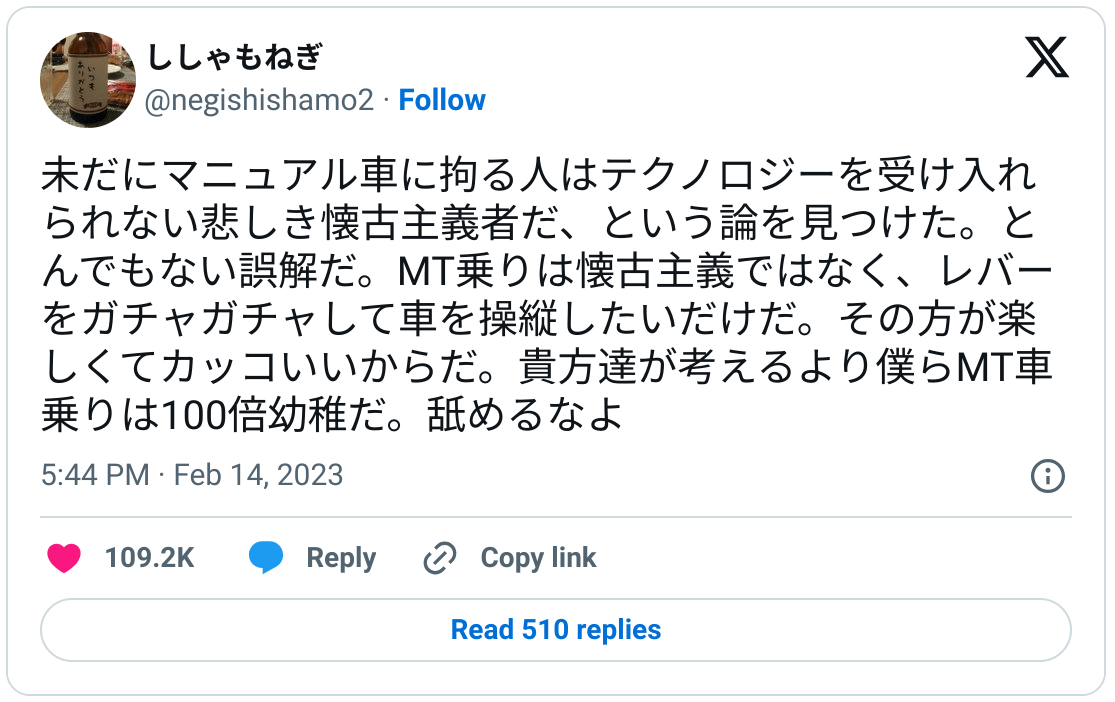 ししゃもねぎ
@negishishamo2 · Follow
未だにマニュアル車に拘る人はテクノロジーを受け入れ
られない悲しき懐古主義者だ、という論を見つけた。と
んでもない誤解だ。MT乗りは懐古主義ではなく、レバー
をガチャガチャして車を操縦したいだけだ。その方が楽
しくてカッコいいからだ。貴方達が考えるより僕らMT車
乗りは100倍幼稚だ。舐めるなよ
5:44 PM · Feb 14, 2023
109.2K Reply Copy link
Read 510 replies
いつも
ありがとう